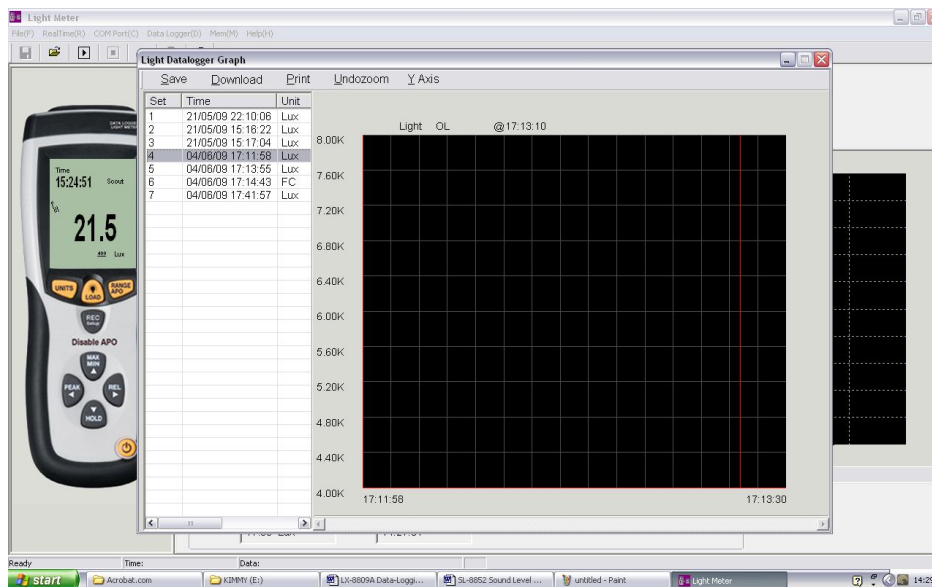 Light Meter
File(F) RealTime(R) COM Port(C) Data Logger(D) Mem(M) Help(H)
Light Datalogger Graph
Save Download Print Undozoom Y Axis
Set Time Unit
1 21/05/09 22:10:06 Lux
2 21/05/09 15:16:22 Lux
3 21/05/09 15:17:04 Lux
4 04/06/09 17:11:58 Lux
5 04/06/09 17:13:55 Lux
6 04/06/09 17:14:43 FC
7 04/06/09 17:41:57 Lux
Light OL @17:13:10
8.00K
7.60K
7.20K
6.80K
6.40K
6.00K
5.60K
5.20K
4.80K
4.40K
4.00K
17:11:58 17:13:30
Time
15:24:51 Scout
21.5
400 Lux
UNITS
LOAD
RANGE
APO
REC
Setup
Disable APO
MAX
MIN
PEAK
REL
HOLD
Ready Time: Data:
start Acrobat.com KIMMY (E:) LX-8809A Data-Loggi... SL-8852 Sound Level ... untitled - Paint Light Meter